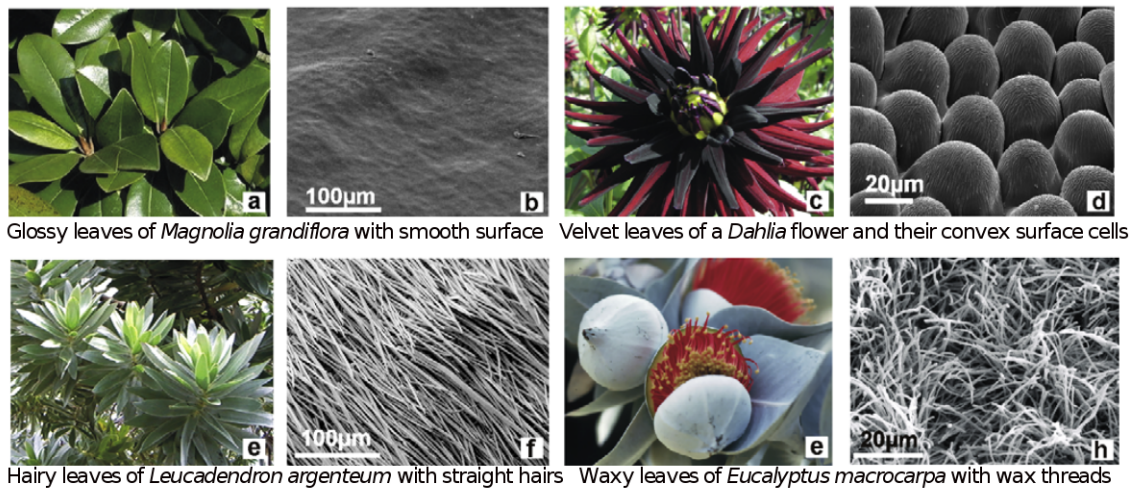 a
100μm
b
c
20μm
d
Glossy leaves of Magnolia grandiflora with smooth surface
Velvet leaves of a Dahlia flower and their convex surface cells
e
100μm
f
e
20μm
h
Hairy leaves of Leucadendron argenteum with straight hairs
Waxy leaves of Eucalyptus macrocarpa with wax threads